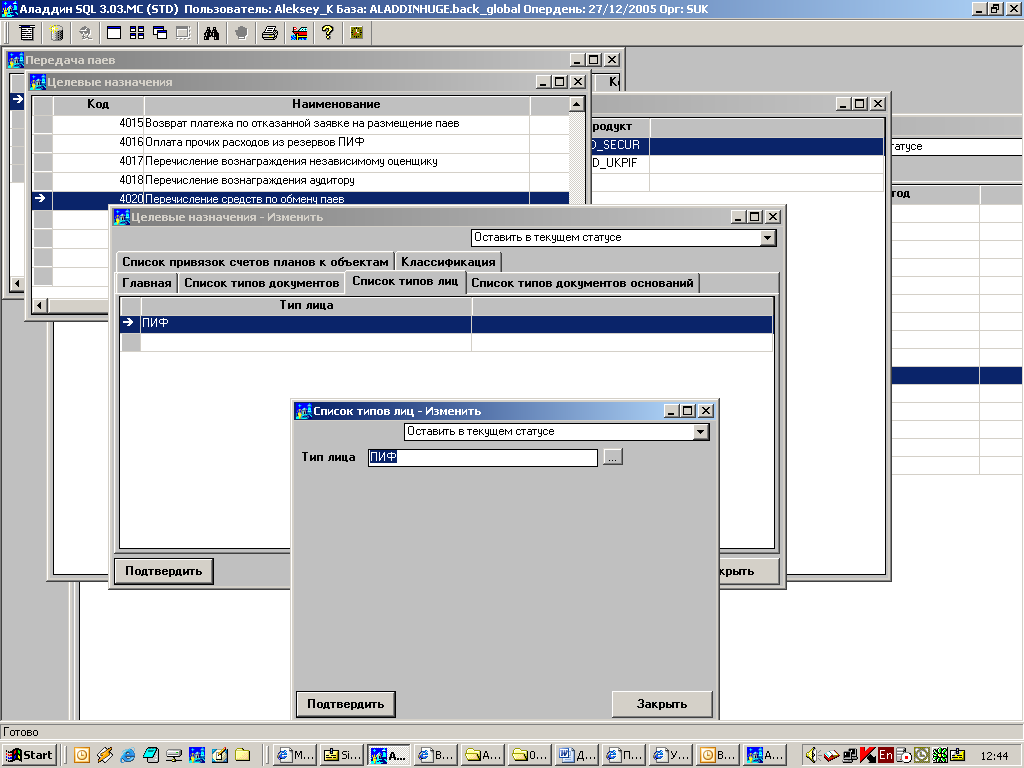 Аладдин SQL 3.03.MC (STD) Пользователь: Aleksey_K База: ALADDINHUGE.back_global Опердень: 27/12/2005 Орг: SUK
Передача паев
Целевые назначения
Код Наименование
4015 Возврат платежа по отказанной заявке на размещение паев
4016 Оплата прочих расходов из резервов ПИФ
4017 Перечисление вознаграждения независимому оценщику
4018 Перечисление вознаграждения аудитору
4020 Перечисление средств по обмену паев
родукт
D_SECUR
D_UKPIF
атусе
год
Целевые назначения - Изменить
Оставить в текущем статусе
Список привязок счетов планов к объектам Классификация
Главная Список типов документов Список типов лиц Список типов документов оснований
Тип лица
ПИФ
Список типов лиц - Изменить
Оставить в текущем статусе
Тип лица ПИФ ...
Подтвердить крыть
Подтвердить Закрыть
Готово
Start М... Si... А... В... А... О... Д... П... У... В... А... En 12:44